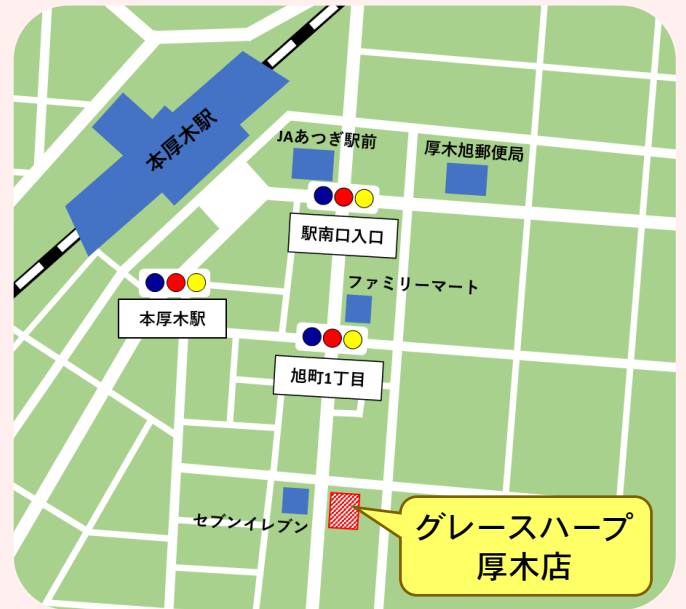 本厚木駅
JAあつぎ駅前
厚木旭郵便局
駅南口入口
ファミリーマート
本厚木駅
旭町1丁目
セブンイレブン
グレースハープ
厚木店